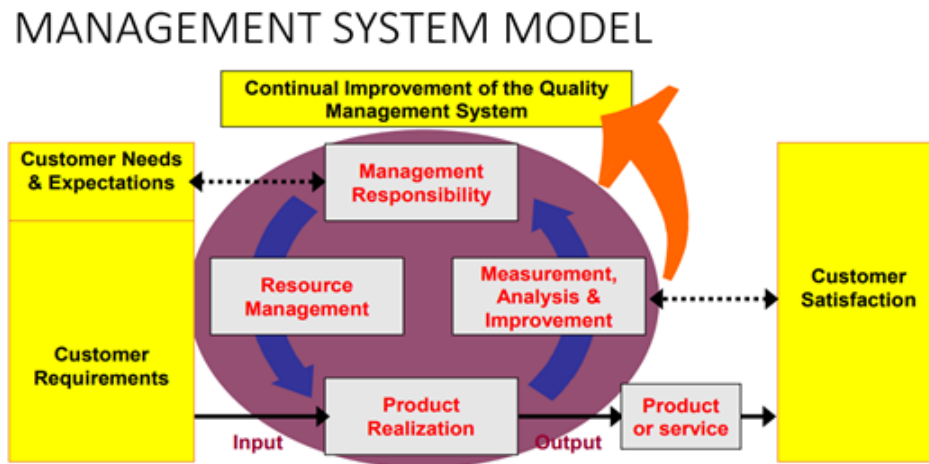 MANAGEMENT SYSTEM MODEL
Continual Improvement of the Quality
Management System
Customer Needs
& Expectations
Management
Responsibility
Resource
Management
Measurement,
Analysis &
Improvement
Customer
Satisfaction
Customer
Requirements
Product
Realization
Product
or service
Input
Output